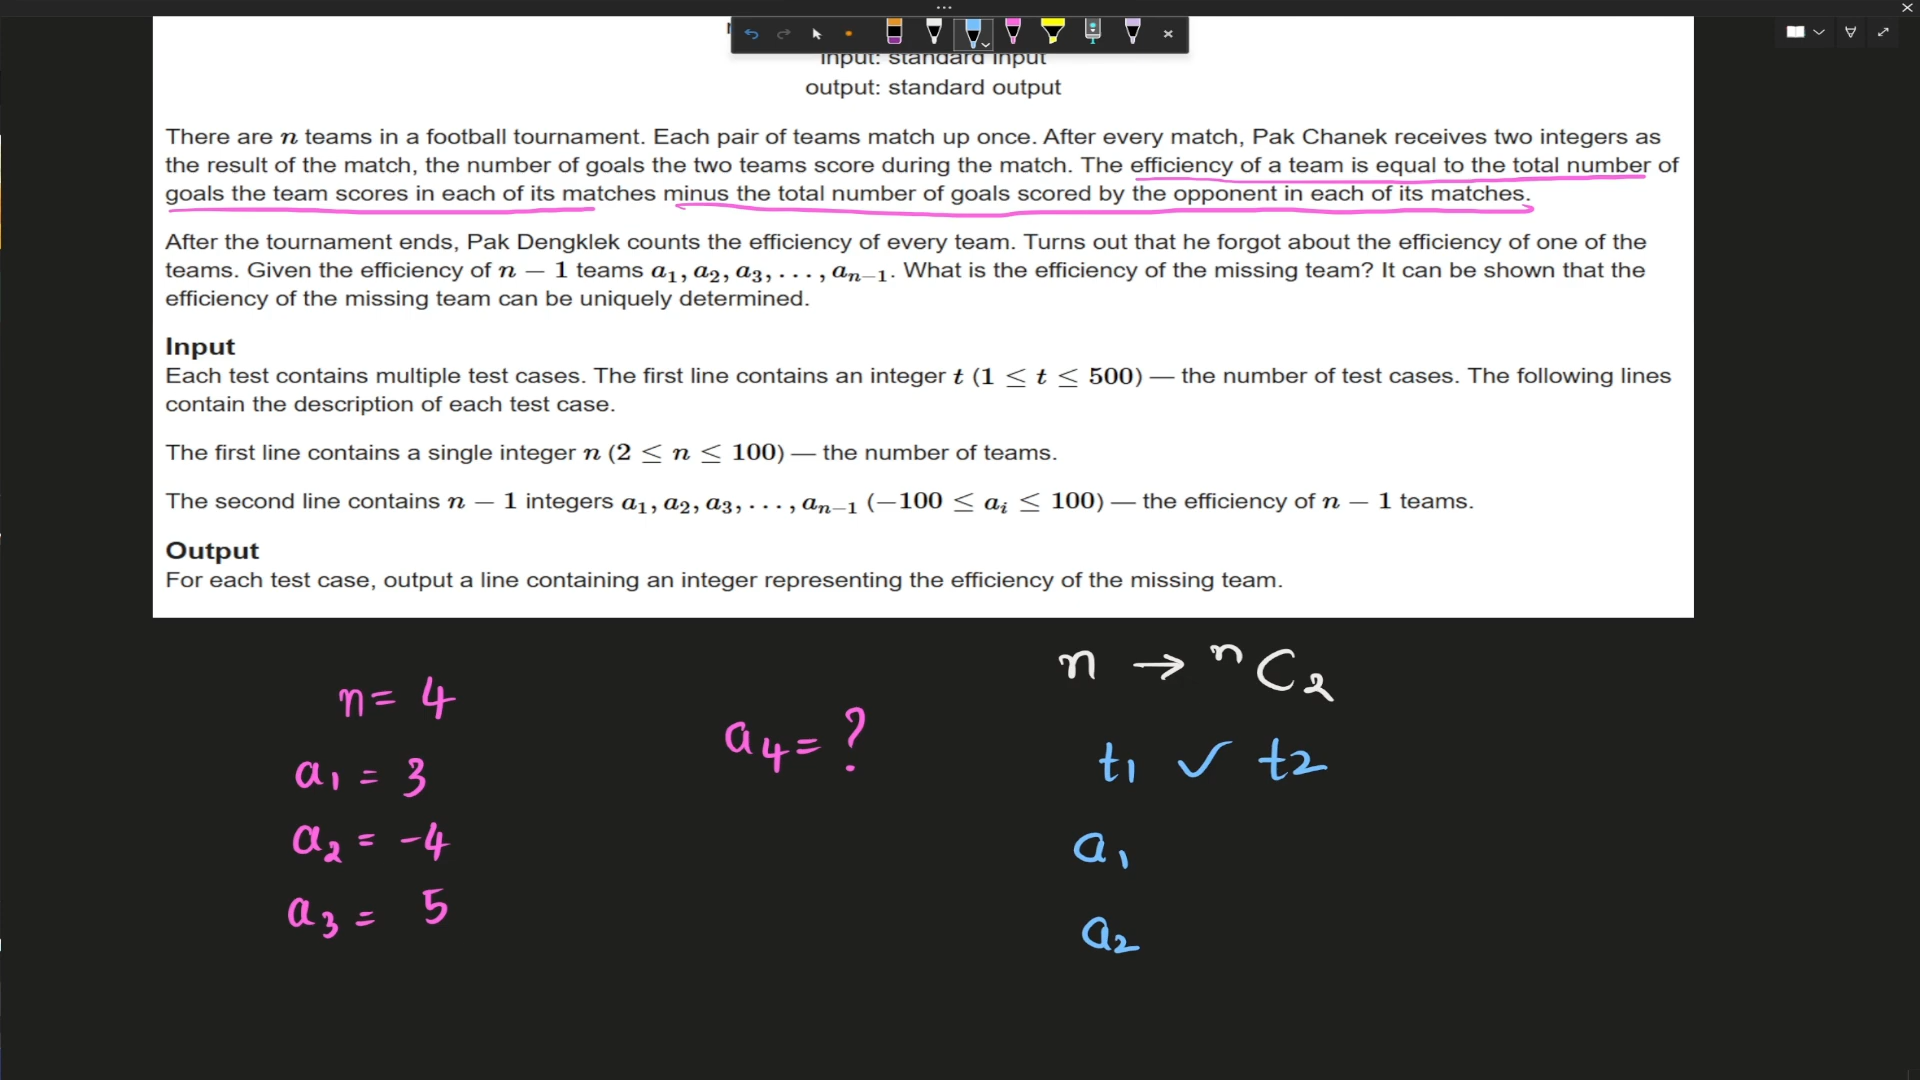 input: standard input
output: standard output
There are n teams in a football tournament. Each pair of teams match up once. After every match, Pak Chanek receives two integers as
the result of the match, the number of goals the two teams score during the match. The efficiency of a team is equal to the total number of
goals the team scores in each of its matches minus the total number of goals scored by the opponent in each of its matches.
After the tournament ends, Pak Dengklek counts the efficiency of every team. Turns out that he forgot about the efficiency of one of the
teams. Given the efficiency of n − 1 teams a₁, a₂, a₃, . . . , aₙ₋₁. What is the efficiency of the missing team? It can be shown that the
efficiency of the missing team can be uniquely determined.
Input
Each test contains multiple test cases. The first line contains an integer t (1 ≤ t ≤ 500) — the number of test cases. The following lines
contain the description of each test case.
The first line contains a single integer n (2 ≤ n ≤ 100) — the number of teams.
The second line contains n − 1 integers a₁, a₂, a₃, . . . , aₙ₋₁ (−100 ≤ aᵢ ≤ 100) — the efficiency of n − 1 teams.
Output
For each test case, output a line containing an integer representing the efficiency of the missing team.
n = 4
a₁ = 3
a₂ = -4
a₃ = 5
a₄ = ?
n → ⁿC₂
t₁ ✓ t2
a₁
a₂